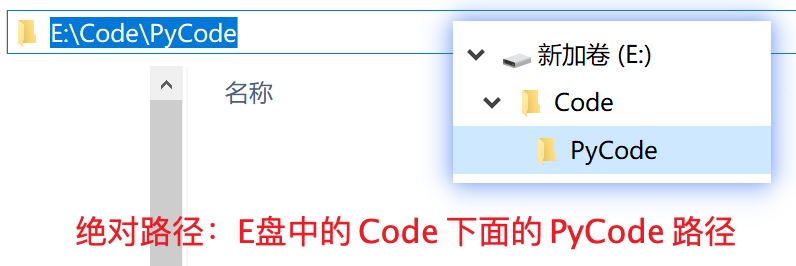 E:\Code\PyCode
新加卷 (E:)
Code
PyCode
名称
绝对路径：E盘中的 Code 下面的 PyCode 路径